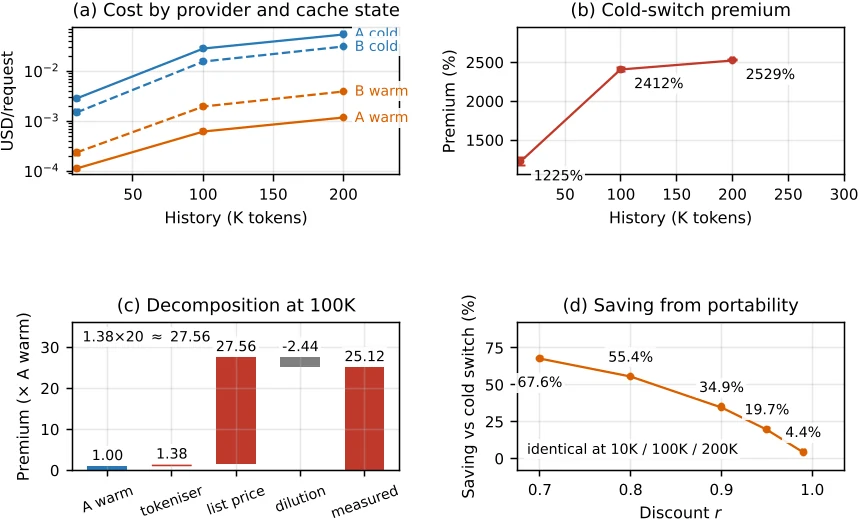 (a) Cost by provider and cache state
USD/request
10⁻²
10⁻³
10⁻⁴
A cold
B cold
B warm
A warm
50 100 150 200
History (K tokens)
(b) Cold-switch premium
Premium (%)
2500
2000
1500
1225%
2412%
2529%
50 100 150 200 250 300
History (K tokens)
(c) Decomposition at 100K
Premium (× A warm)
30
20
10
0
1.38×20 ≈ 27.56
1.00
1.38
27.56
-2.44
25.12
A warm tokeniser list price dilution measured
(d) Saving from portability
Saving vs cold switch (%)
75
50
25
0
67.6%
55.4%
34.9%
19.7%
4.4%
identical at 10K / 100K / 200K
0.7 0.8 0.9 1.0
Discount r